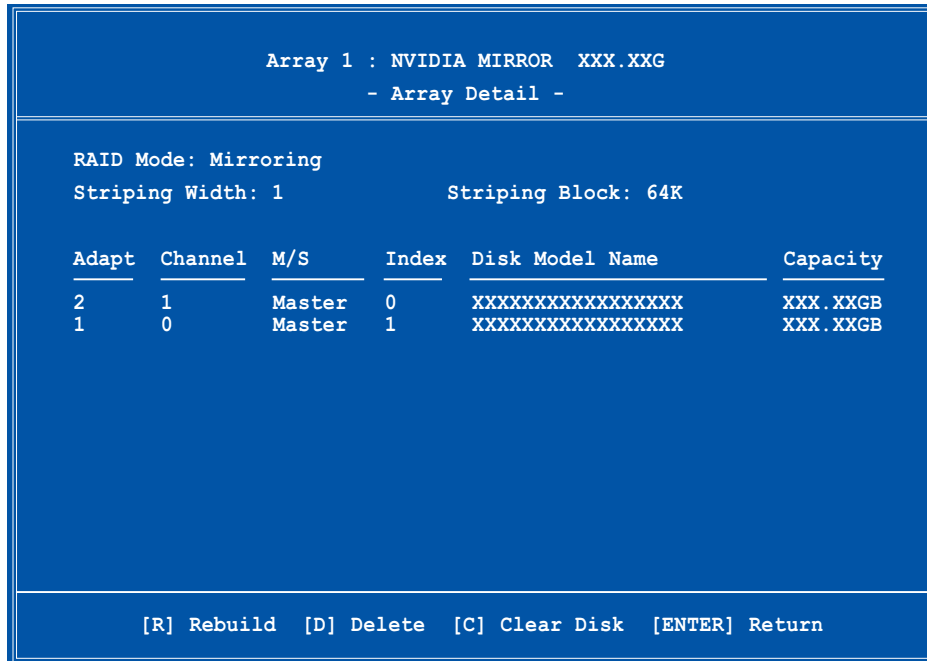 Array 1 : NVIDIA MIRROR XXX.XXG
- Array Detail -
RAID Mode: Mirroring
Striping Width: 1 Striping Block: 64K
Adapt Channel M/S Index Disk Model Name Capacity
2 1 Master 0 XXXXXXXXXXXXXXXXX XXX.XXGB
1 0 Master 1 XXXXXXXXXXXXXXXXX XXX.XXGB
[R] Rebuild [D] Delete [C] Clear Disk [ENTER] Return